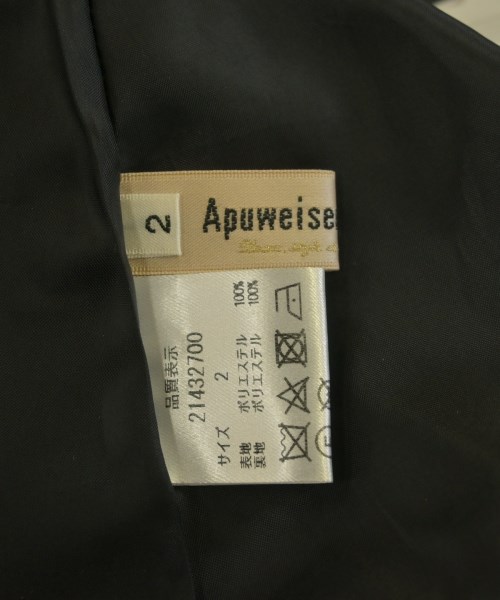 2
Apuweise
品質表示
21432700
サイズ 2
表地 ポリエステル 100%
裏地 ポリエステル 100%